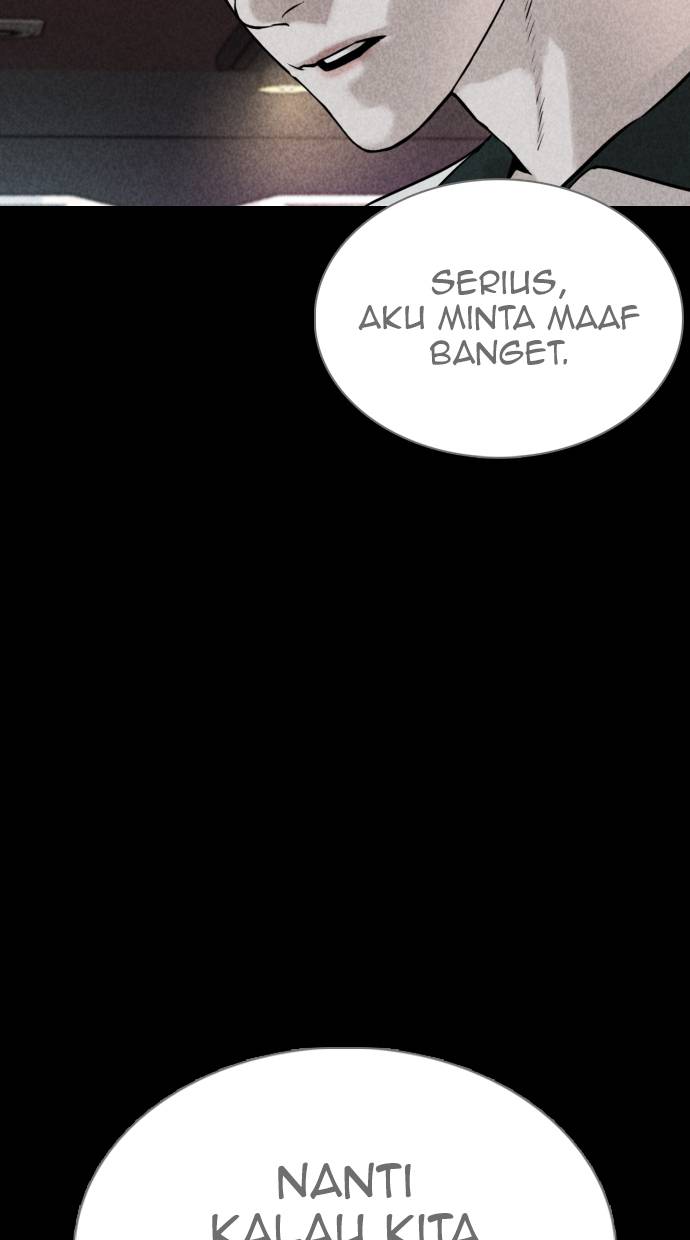 SERIUS,
AKU MINTA MAAF
BANGET.
NANTI
KALAU KITA